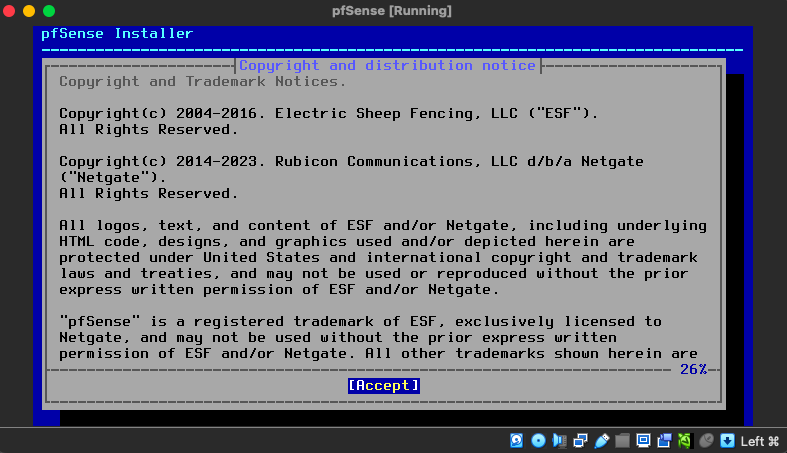 pfSense [Running]
pfSense Installer
Copyright and distribution notice
Copyright and Trademark Notices.
Copyright(c) 2004-2016. Electric Sheep Fencing, LLC ("ESF").
All Rights Reserved.
Copyright(c) 2014-2023. Rubicon Communications, LLC d/b/a Netgate
("Netgate").
All Rights Reserved.
All logos, text, and content of ESF and/or Netgate, including underlying
HTML code, designs, and graphics used and/or depicted herein are
protected under United States and international copyright and trademark
laws and treaties, and may not be used or reproduced without the prior
express written permission of ESF and/or Netgate.
"pfSense" is a registered trademark of ESF, exclusively licensed to
Netgate, and may not be used without the prior express written
permission of ESF and/or Netgate. All other trademarks shown herein are
26%
[Accept]
Left ⌘